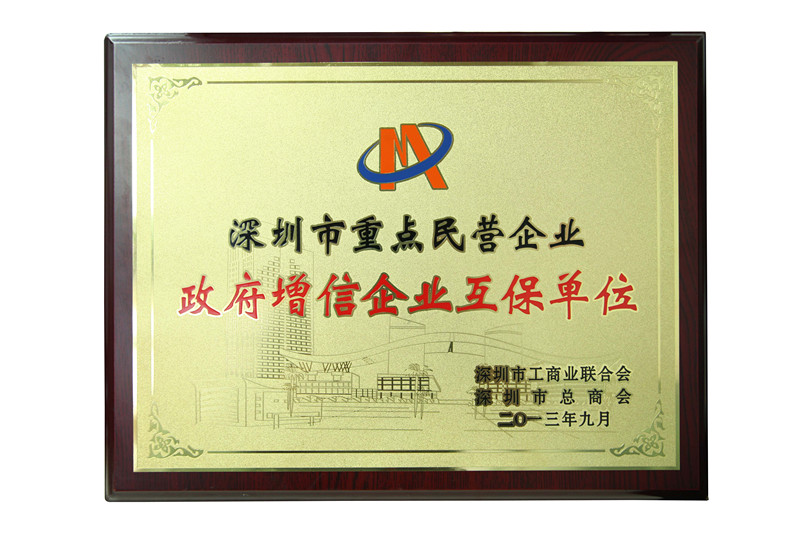 深圳市重点民营企业
政府增信企业互保单位
深圳市工商业联合会
深圳市总商会
二〇一三年九月